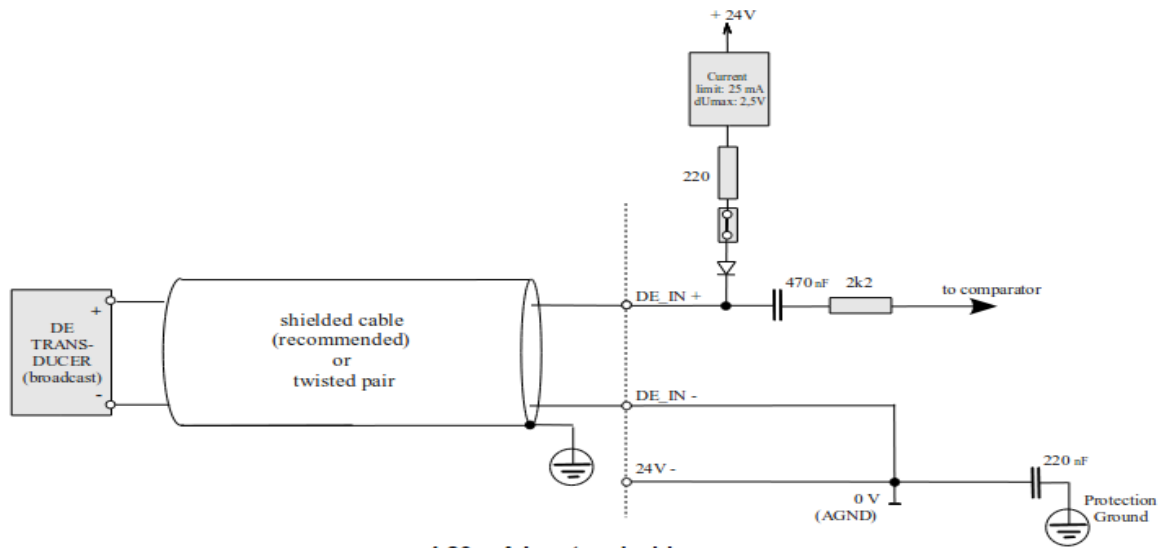 + 24V
Current
limit: 25 mA
dUmax: 2,5V
220
470 nF
2k2
to comparator
DE_IN +
+
DE
TRANS-
DUCER
(broadcast)
-
shielded cable
(recommended)
or
twisted pair
DE_IN -
24V -
0 V
(AGND)
220 nF
Protection
Ground